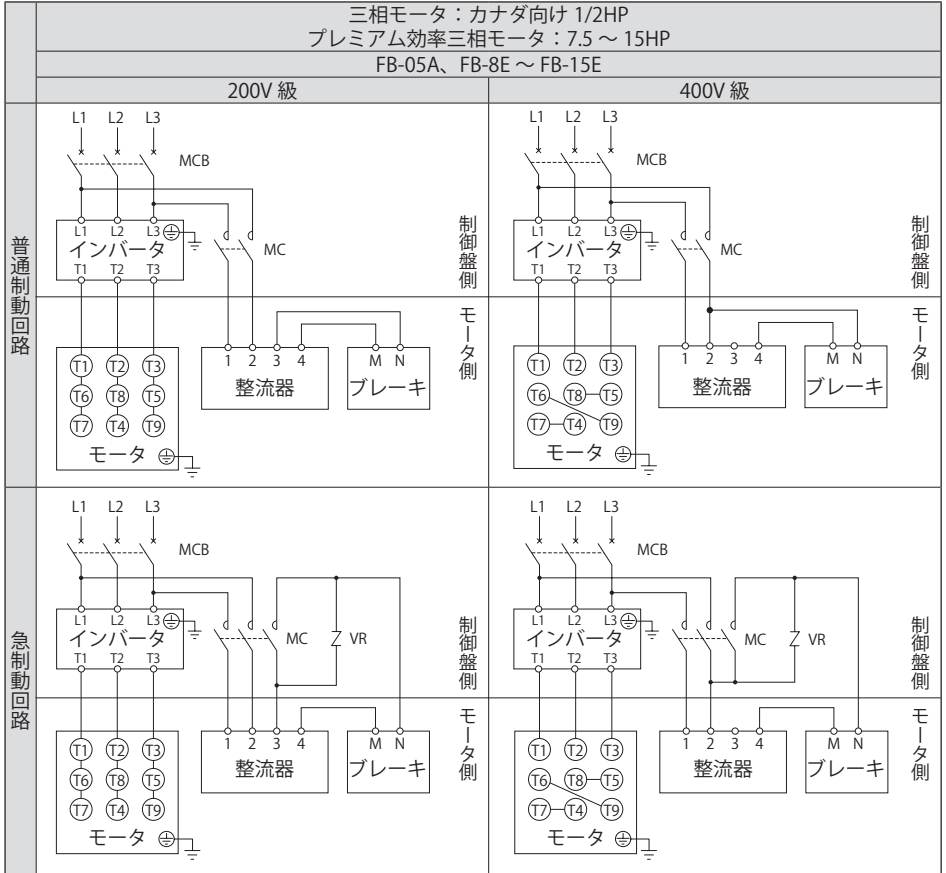 三相モータ：カナダ向け 1/2HP
プレミアム効率三相モータ：7.5 ～ 15HP
FB-05A、FB-8E ～ FB-15E
200V 級
400V 級
普通制動回路
L1 L2 L3
MCB
L1 L2 L3
インバータ
T1 T2 T3
MC
制御盤側
モータ側
T1 T2 T3
T6 T8 T5
T7 T4 T9
モータ
1 2 3 4
整流器
M N
ブレーキ
L1 L2 L3
MCB
L1 L2 L3
インバータ
T1 T2 T3
MC
制御盤側
モータ側
T1 T2 T3
T6 T8 T5
T7 T4 T9
モータ
1 2 3 4
整流器
M N
ブレーキ
急制動回路
L1 L2 L3
MCB
L1 L2 L3
インバータ
T1 T2 T3
MC
VR
制御盤側
モータ側
T1 T2 T3
T6 T8 T5
T7 T4 T9
モータ
1 2 3 4
整流器
M N
ブレーキ
L1 L2 L3
MCB
L1 L2 L3
インバータ
T1 T2 T3
MC
VR
制御盤側
モータ側
T1 T2 T3
T6 T8 T5
T7 T4 T9
モータ
1 2 3 4
整流器
M N
ブレーキ